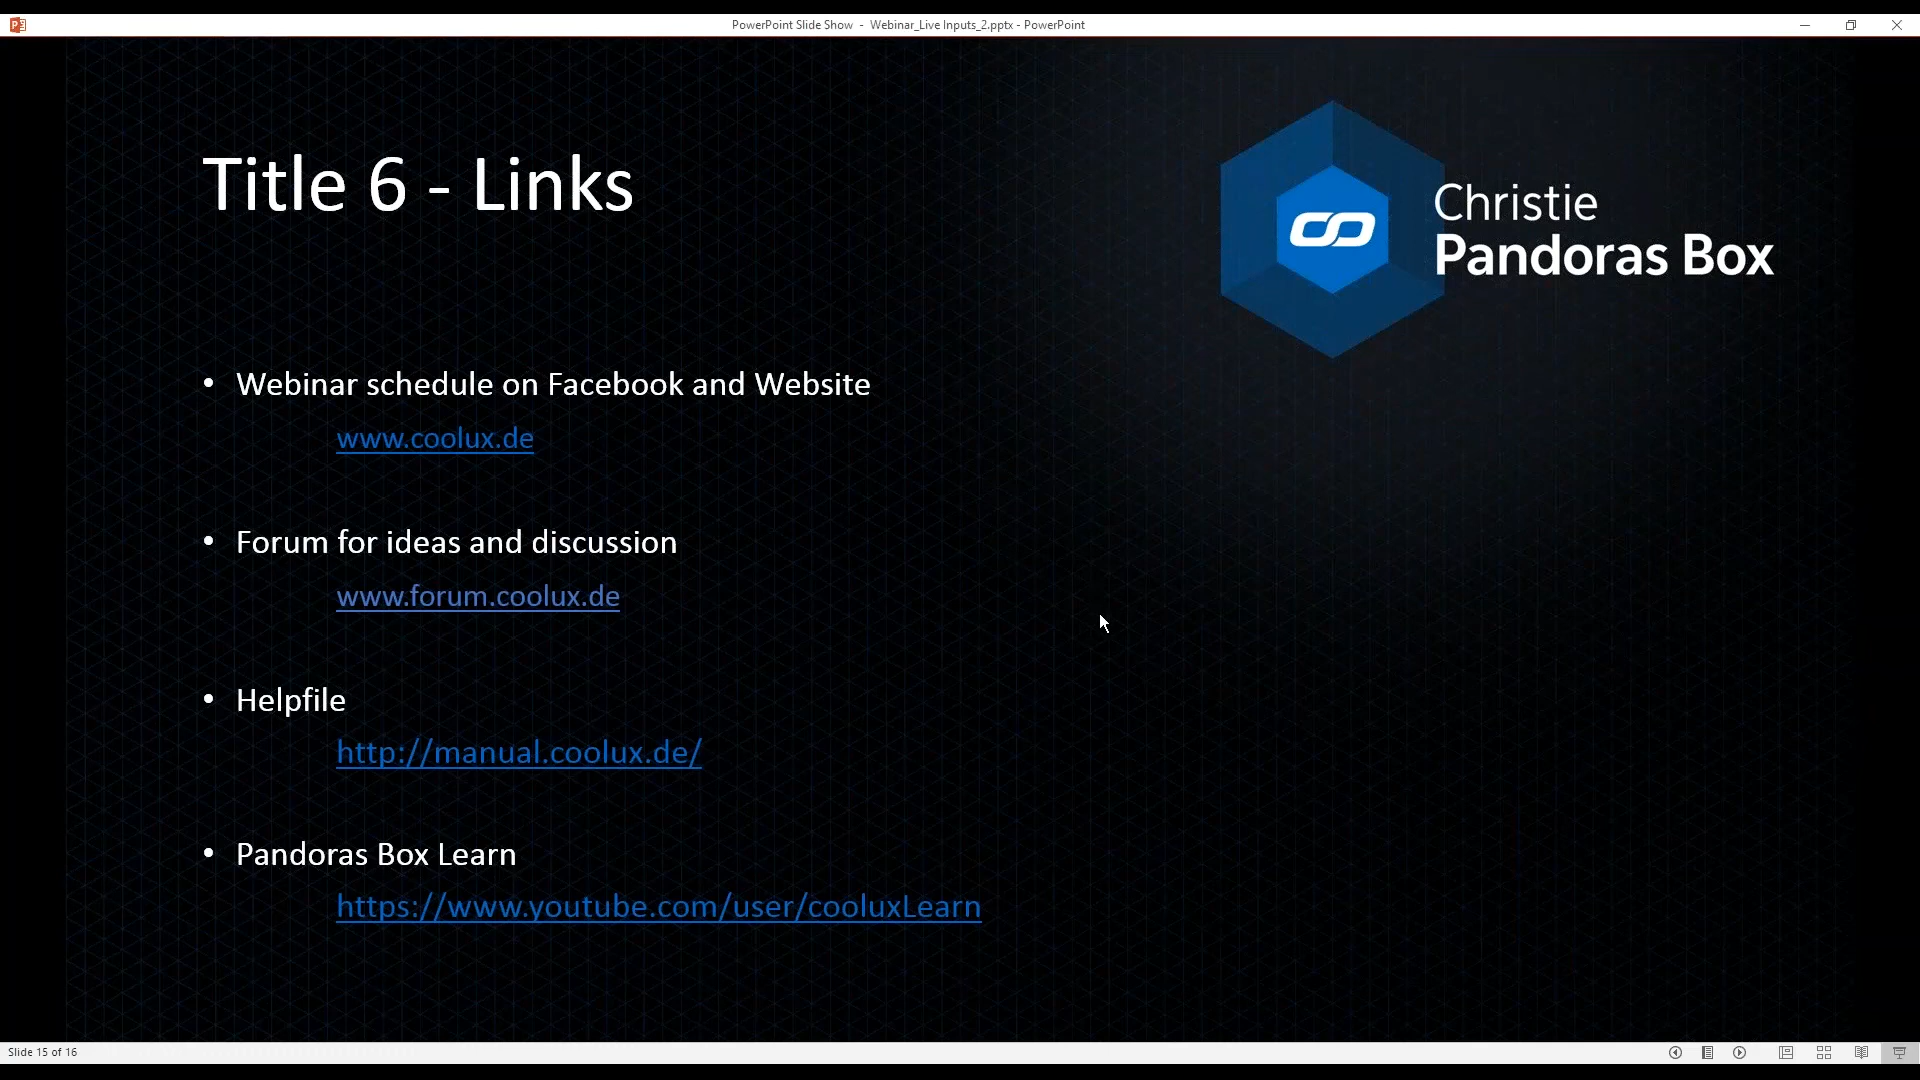 PowerPoint Slide Show - Webinar_Live Inputs_2.pptx - PowerPoint
Title 6 - Links
Christie
Pandoras Box
• Webinar schedule on Facebook and Website
www.coolux.de
• Forum for ideas and discussion
www.forum.coolux.de
• Helpfile
http://manual.coolux.de/
• Pandoras Box Learn
https://www.youtube.com/user/cooluxLearn
Slide 15 of 16